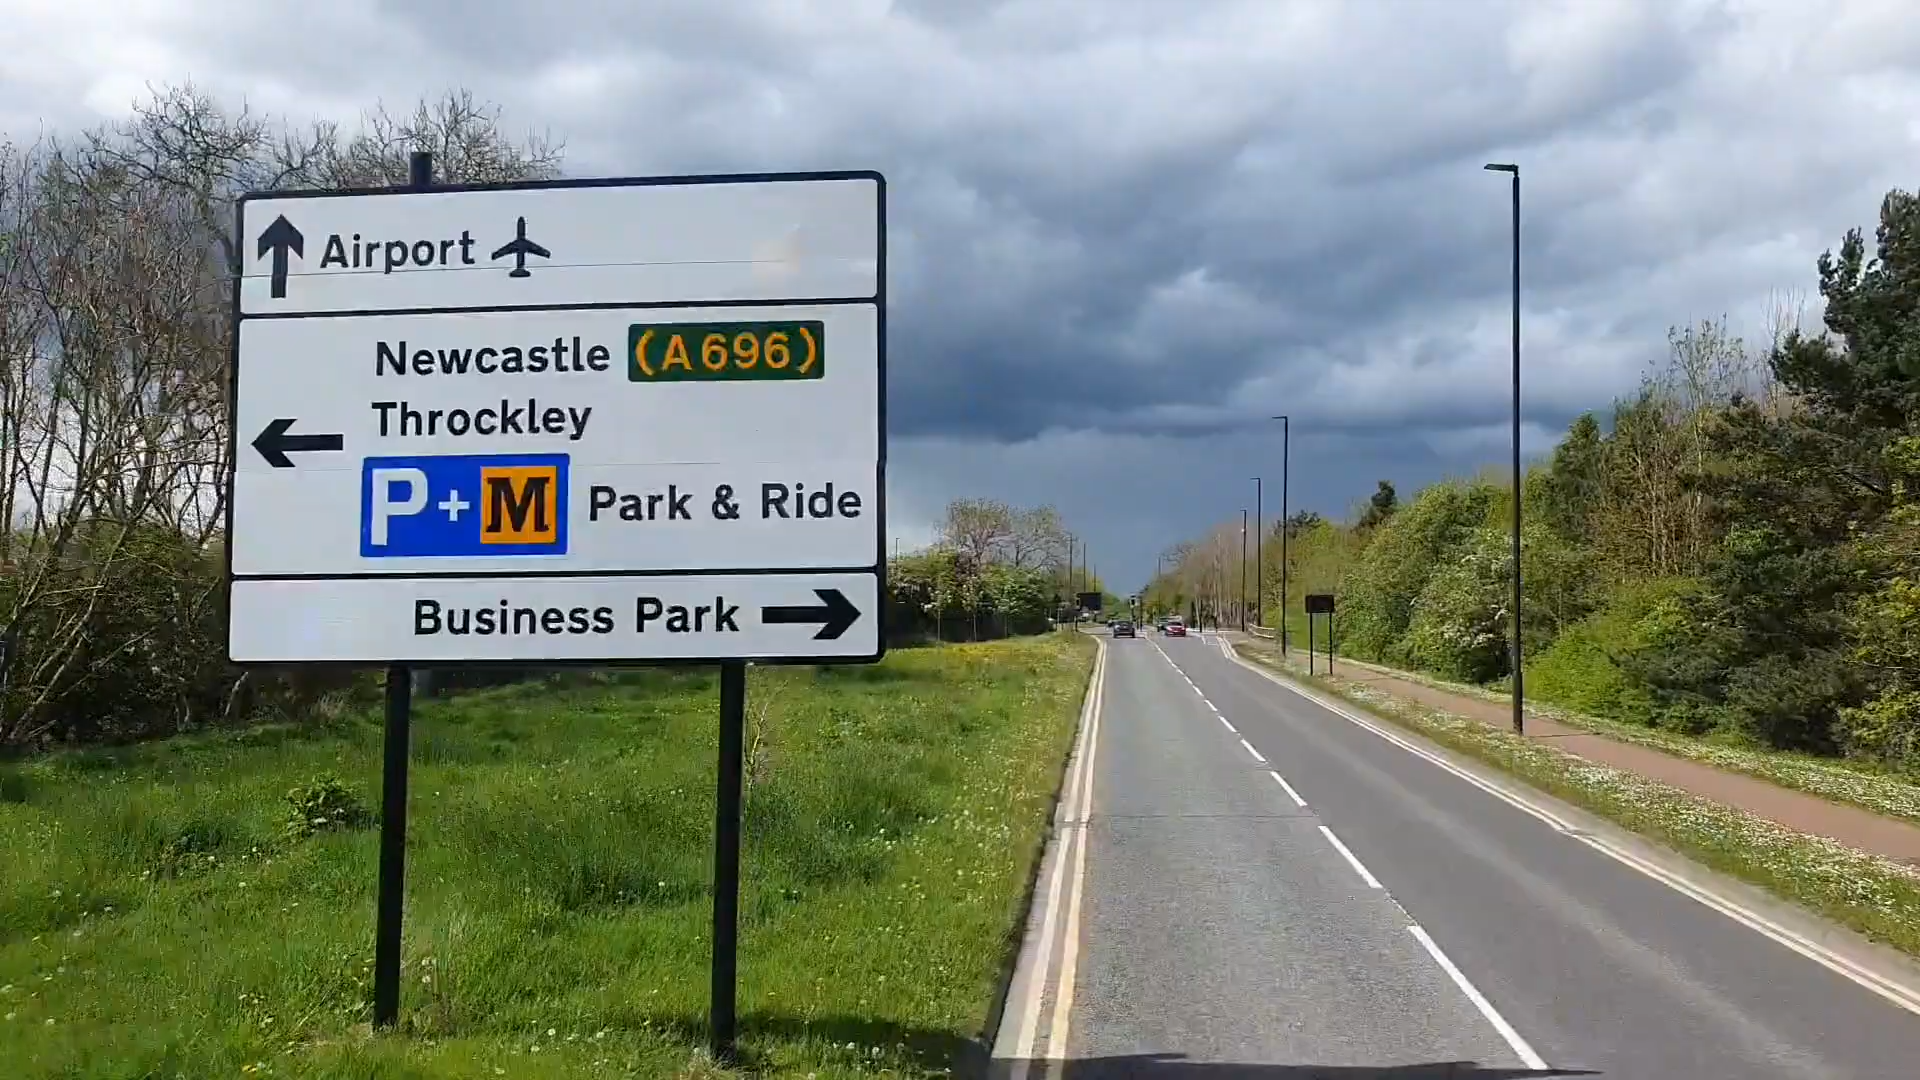 Airport
Newcastle (A696)
Throckley
P+M Park & Ride
Business Park